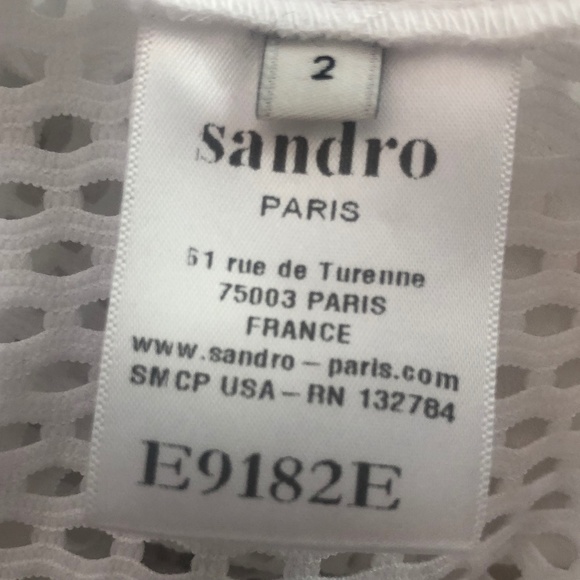 2
sandro
PARIS
61 rue de Turenne
75003 PARIS
FRANCE
www.sandro-paris.com
SMCP USA-RN 132784
E9182E